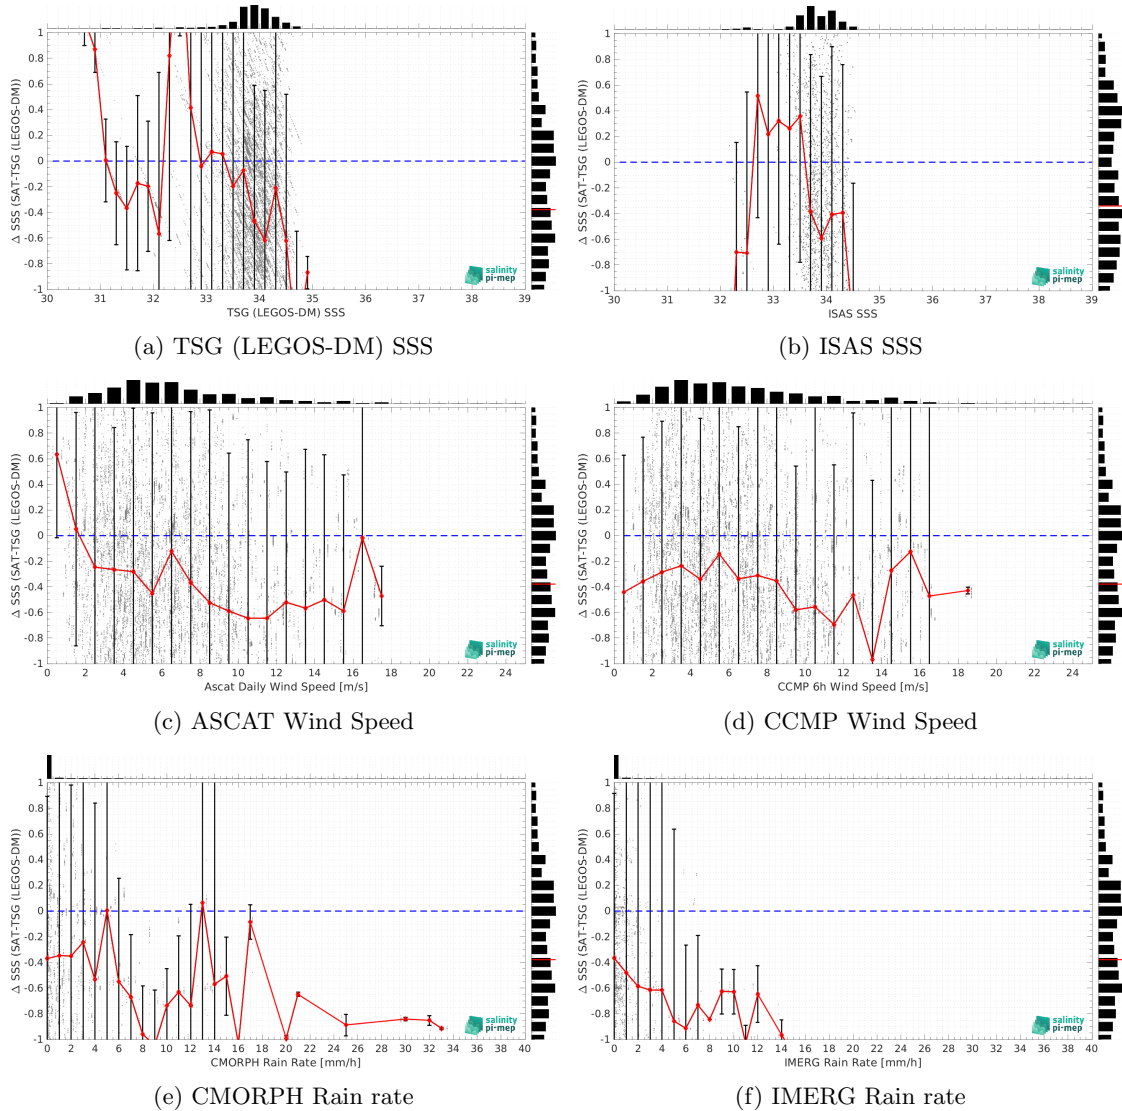 1
0.8
0.6
0.4
0.2
0
-0.2
-0.4
-0.6
-0.8
-1
Δ SSS (SAT-TSG (LEGOS-DM))
30 31 32 33 34 35 36 37 38 39
TSG (LEGOS-DM) SSS
salinity
pi-mep
(a) TSG (LEGOS-DM) SSS
1
0.8
0.6
0.4
0.2
0
-0.2
-0.4
-0.6
-0.8
-1
Δ SSS (SAT-TSG (LEGOS-DM))
30 31 32 33 34 35 36 37 38 39
ISAS SSS
salinity
pi-mep
(b) ISAS SSS
1
0.8
0.6
0.4
0.2
0
-0.2
-0.4
-0.6
-0.8
-1
Δ SSS (SAT-TSG (LEGOS-DM))
0 2 4 6 8 10 12 14 16 18 20 22 24
Ascat Daily Wind Speed [m/s]
salinity
pi-mep
(c) ASCAT Wind Speed
1
0.8
0.6
0.4
0.2
0
-0.2
-0.4
-0.6
-0.8
-1
Δ SSS (SAT-TSG (LEGOS-DM))
0 2 4 6 8 10 12 14 16 18 20 22 24
CCMP 6h Wind Speed [m/s]
salinity
pi-mep
(d) CCMP Wind Speed
1
0.8
0.6
0.4
0.2
0
-0.2
-0.4
-0.6
-0.8
-1
Δ SSS (SAT-TSG (LEGOS-DM))
0 2 4 6 8 10 12 14 16 18 20 22 24 26 28 30 32 34 36 38 40
CMORPH Rain Rate [mm/h]
salinity
pi-mep
(e) CMORPH Rain rate
1
0.8
0.6
0.4
0.2
0
-0.2
-0.4
-0.6
-0.8
-1
Δ SSS (SAT-TSG (LEGOS-DM))
0 2 4 6 8 10 12 14 16 18 20 22 24 26 28 30 32 34 36 38 40
IMERG Rain Rate [mm/h]
salinity
pi-mep
(f) IMERG Rain rate